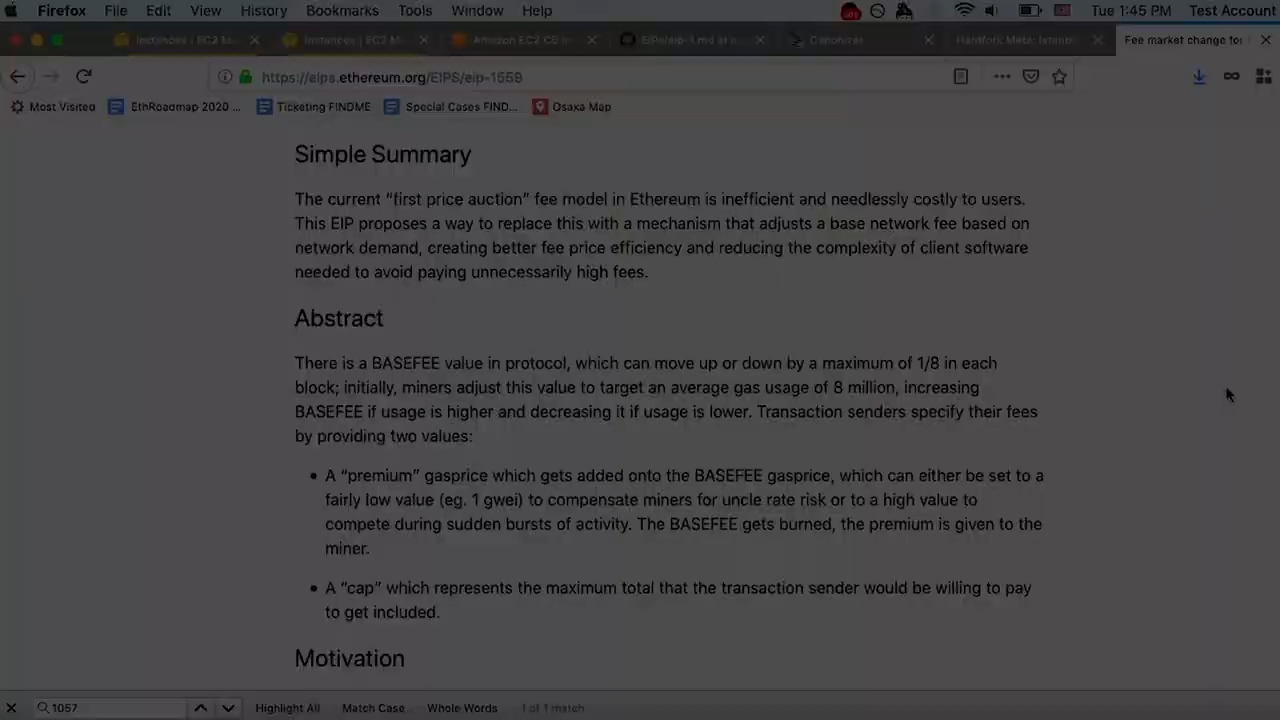 Firefox File Edit View History Bookmarks Tools Window Help Tue 1:45 PM Test Account
Instances | EC2 M Instances | EC2 M Amazon EC2 Canonizer Hardfork Meta: Istanb Fee market change for
https://eips.ethereum.org/EIPS/eip-1559
Most Visited EthRoadmap 2020 ... Ticketing FINDME Special Cases FIND... Osaka Map
Simple Summary
The current “first price auction” fee model in Ethereum is inefficient and needlessly costly to users.
This EIP proposes a way to replace this with a mechanism that adjusts a base network fee based on
network demand, creating better fee price efficiency and reducing the complexity of client software
needed to avoid paying unnecessarily high fees.
Abstract
There is a BASEFEE value in protocol, which can move up or down by a maximum of 1/8 in each
block; initially, miners adjust this value to target an average gas usage of 8 million, increasing
BASEFEE if usage is higher and decreasing it if usage is lower. Transaction senders specify their fees
by providing two values:
• A “premium” gasprice which gets added onto the BASEFEE gasprice, which can either be set to a
fairly low value (eg. 1 gwei) to compensate miners for uncle rate risk or to a high value to
compete during sudden bursts of activity. The BASEFEE gets burned, the premium is given to the
miner.
• A “cap” which represents the maximum total that the transaction sender would be willing to pay
to get included.
Motivation
1057 Highlight All Match Case Whole Words 1 of 1 match